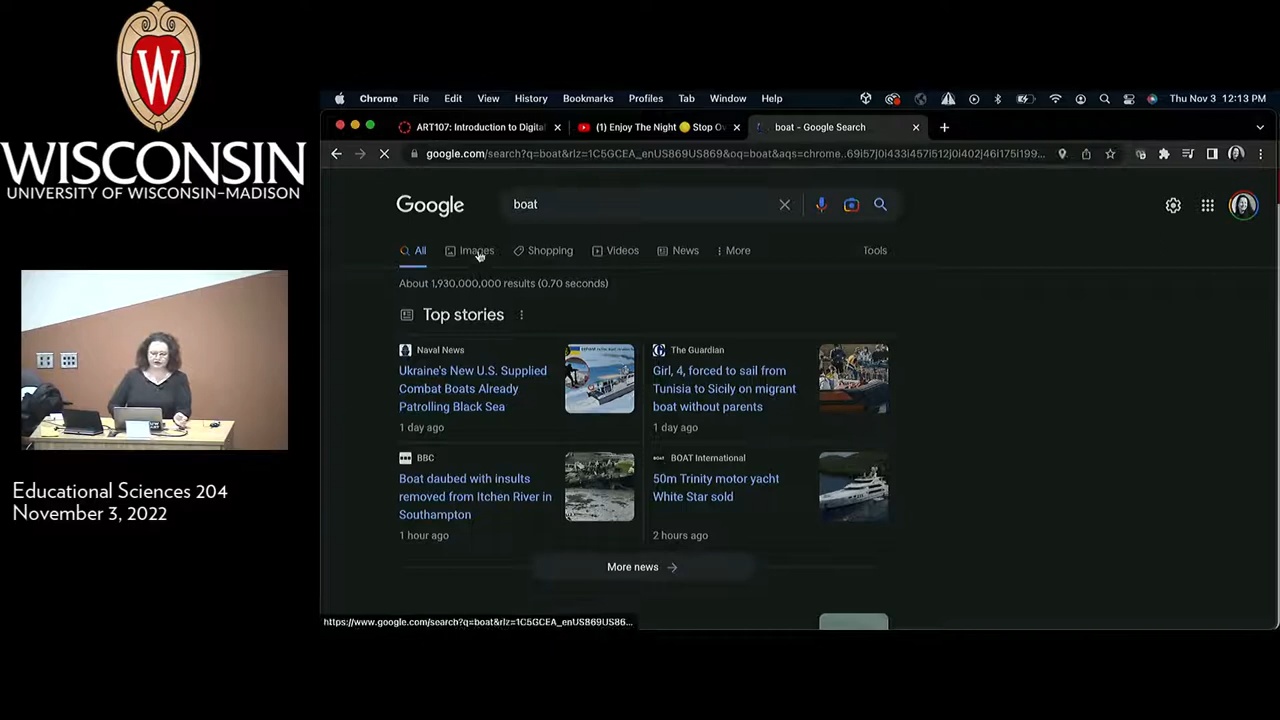 W
WISCONSIN
UNIVERSITY OF WISCONSIN–MADISON
Educational Sciences 204
November 3, 2022
Chrome File Edit View History Bookmarks Profiles Tab Window Help Thu Nov 3 12:13 PM
ART107: Introduction to Digital
(1) Enjoy The Night 🟡 Stop Ov
boat - Google Search
google.com/search?q=boat&rlz=1C5GCEA_enUS869US869&oq=boat&aqs=chrome..69i57j0i433i457i512j0i402j46i175i199...
Google
boat
All Images Shopping Videos News More Tools
About 1,930,000,000 results (0.70 seconds)
Top stories
Naval News
Ukraine's New U.S. Supplied
Combat Boats Already
Patrolling Black Sea
1 day ago
The Guardian
Girl, 4, forced to sail from
Tunisia to Sicily on migrant
boat without parents
1 day ago
BBC
Boat daubed with insults
removed from Itchen River in
Southampton
1 hour ago
BOAT International
50m Trinity motor yacht
White Star sold
2 hours ago
More news
https://www.google.com/search?q=boat&rlz=1C5GCEA_enUS869US86...